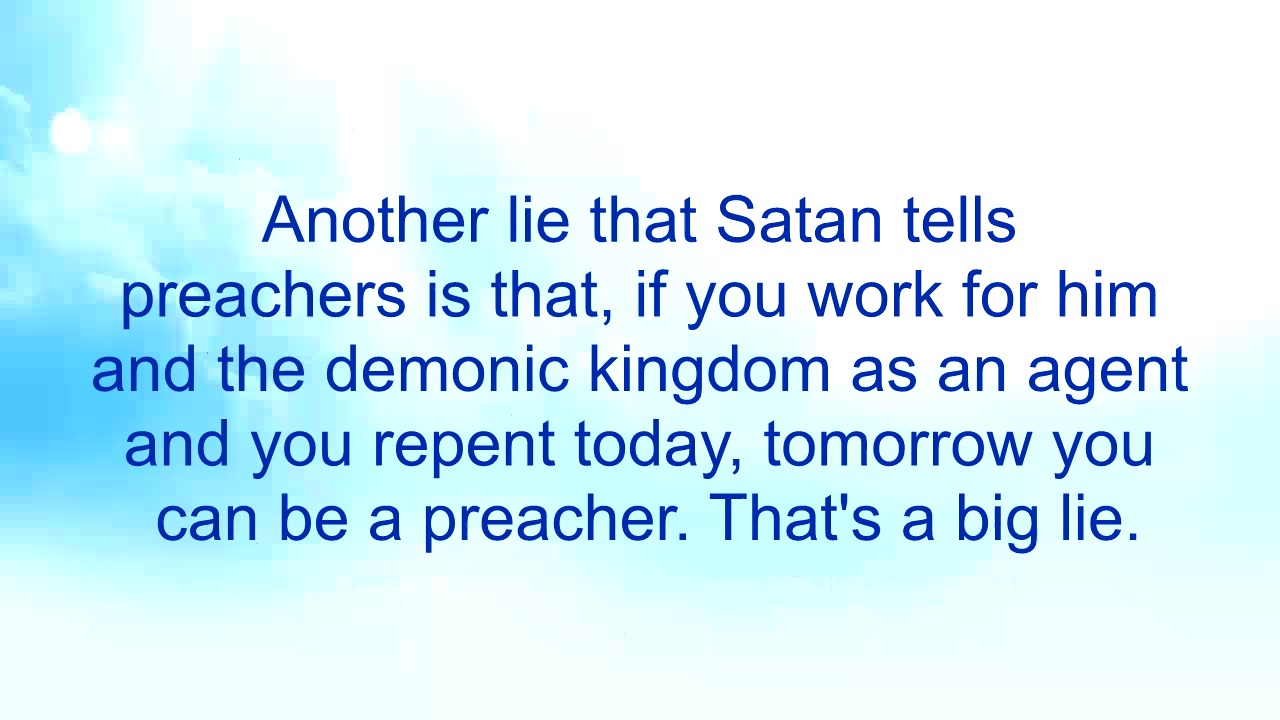 Another lie that Satan tells
preachers is that, if you work for him
and the demonic kingdom as an agent
and you repent today, tomorrow you
can be a preacher. That's a big lie.